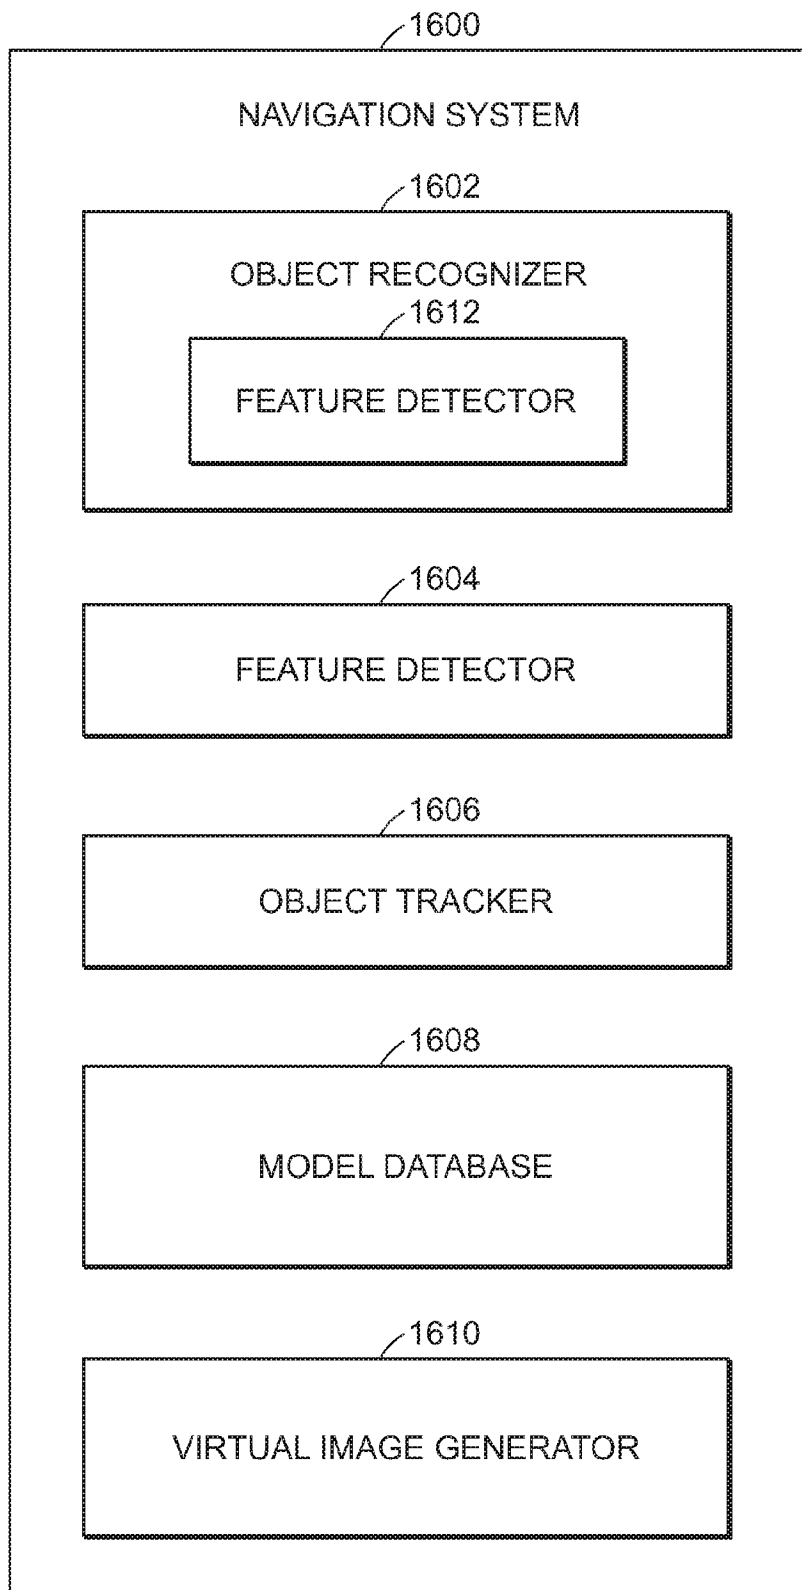 1600
NAVIGATION SYSTEM
1602
OBJECT RECOGNIZER
1612
FEATURE DETECTOR
1604
FEATURE DETECTOR
1606
OBJECT TRACKER
1608
MODEL DATABASE
1610
VIRTUAL IMAGE GENERATOR